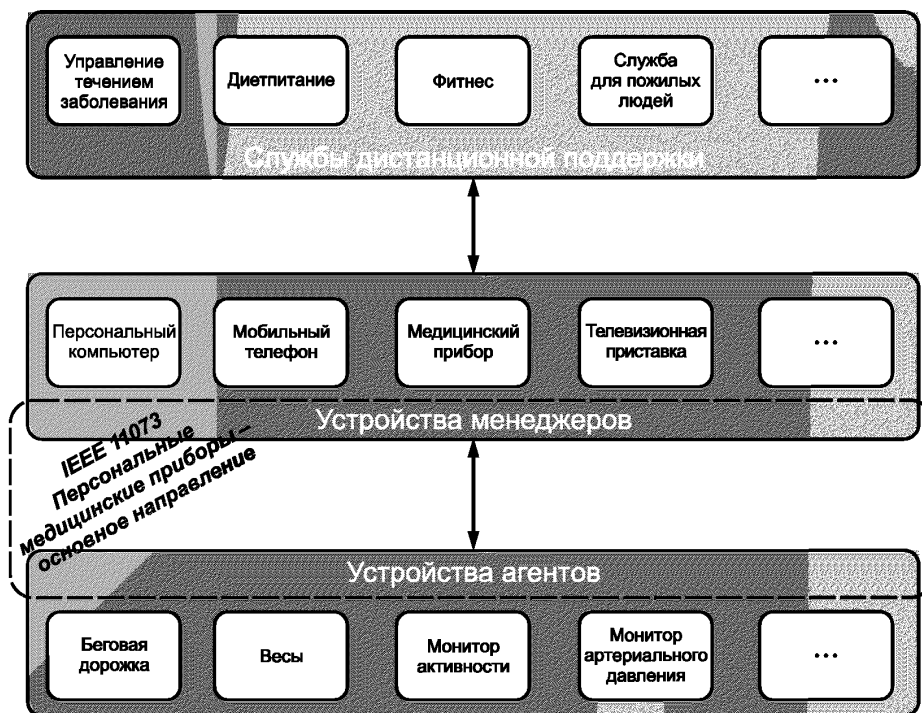 Управление
течением
заболевания
Диетпитание
Фитнес
Служба
для пожилых
людей
...
Службы дистанционной поддержки
Персональный
компьютер
Мобильный
телефон
Медицинский
прибор
Телевизионная
приставка
...
Устройства менеджеров
IEEE 11073
Персональные
медицинские приборы –
основное направление
Устройства агентов
Беговая
дорожка
Весы
Монитор
активности
Монитор
артериального
давления
...